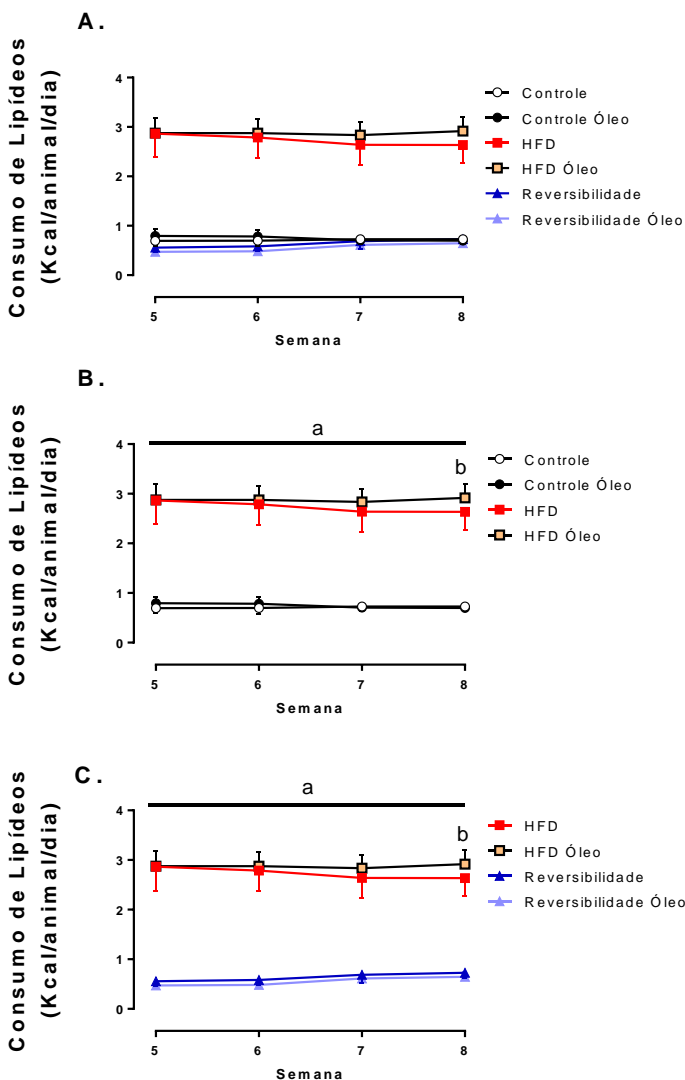 A.
Consumo de Lipídeos
(Kcal/animal/dia)
4
3
2
1
0
5 6 7 8
Semana
Controle
Controle Óleo
HFD
HFD Óleo
Reversibilidade
Reversibilidade Óleo
B.
a
b
Consumo de Lipídeos
(Kcal/animal/dia)
4
3
2
1
0
5 6 7 8
Semana
Controle
Controle Óleo
HFD
HFD Óleo
C.
a
b
Consumo de Lipídeos
(Kcal/animal/dia)
4
3
2
1
0
5 6 7 8
Semana
HFD
HFD Óleo
Reversibilidade
Reversibilidade Óleo